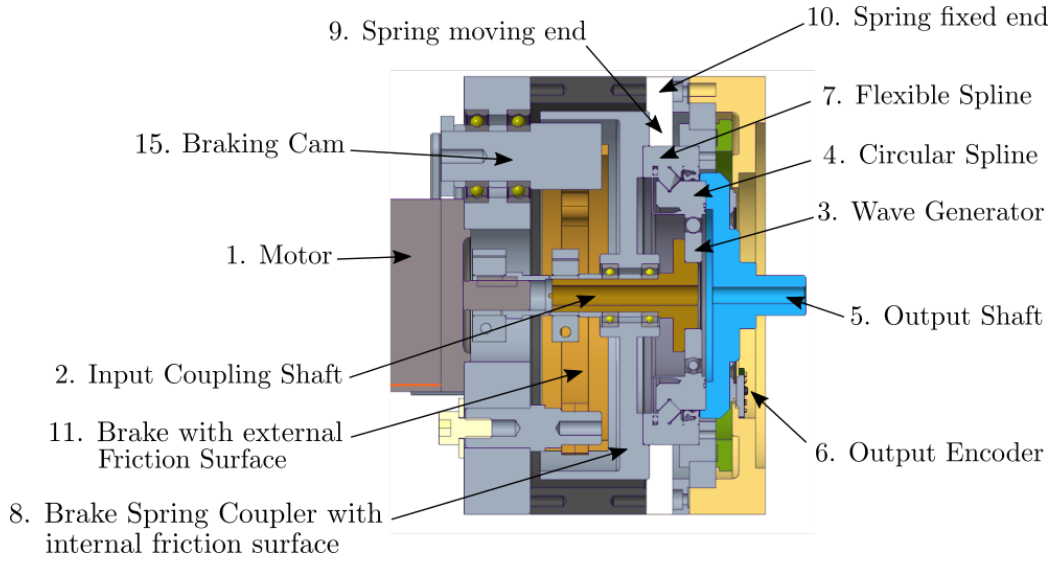 10. Spring fixed end
9. Spring moving end
7. Flexible Spline
15. Braking Cam
4. Circular Spline
3. Wave Generator
1. Motor
5. Output Shaft
2. Input Coupling Shaft
11. Brake with external
Friction Surface
6. Output Encoder
8. Brake Spring Coupler with
internal friction surface